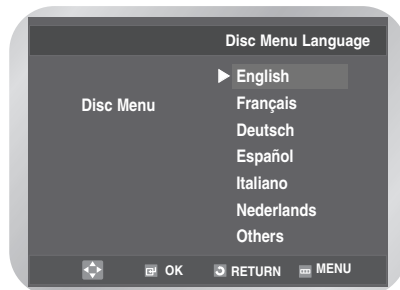 Disc Menu Language
English
Disc Menu
Français
Deutsch
Español
Italiano
Nederlands
Others
OK RETURN MENU